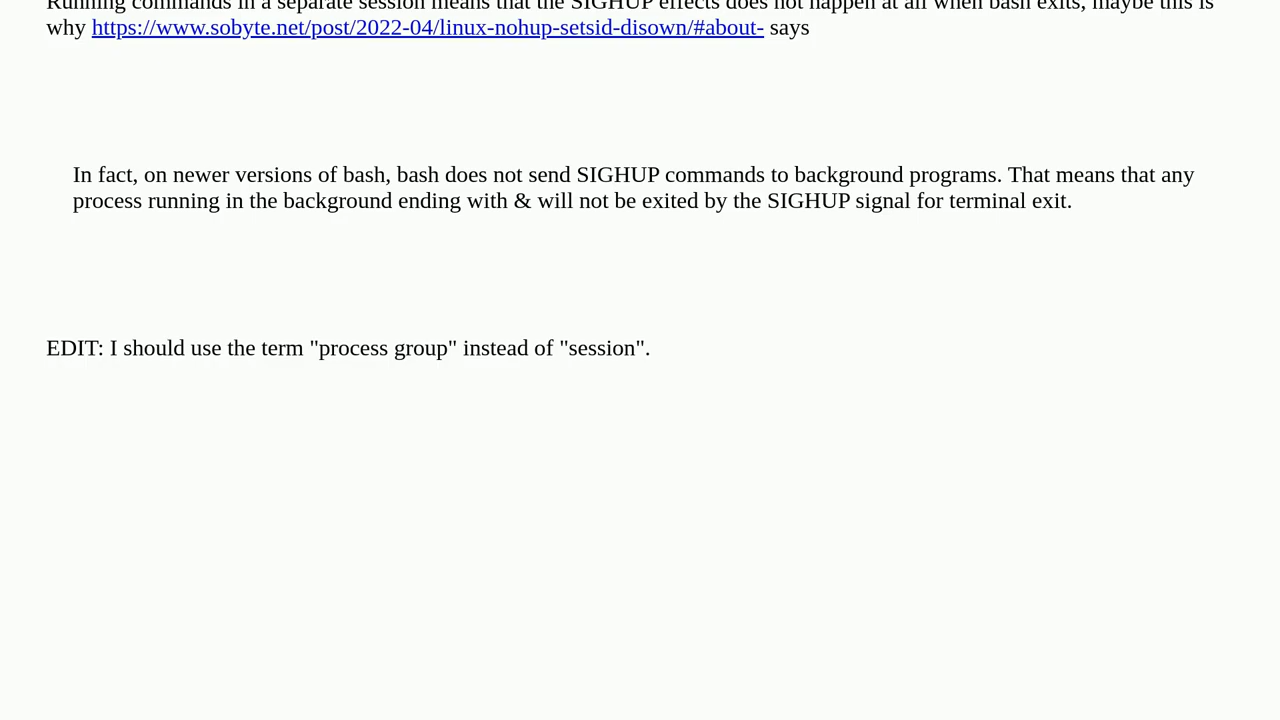 Running commands in a separate session means that the SIGHUP effects does not happen at all when bash exits, maybe this is
why https://www.sobyte.net/post/2022-04/linux-nohup-setsid-disown/#about- says
In fact, on newer versions of bash, bash does not send SIGHUP commands to background programs. That means that any
process running in the background ending with & will not be exited by the SIGHUP signal for terminal exit.
EDIT: I should use the term "process group" instead of "session".